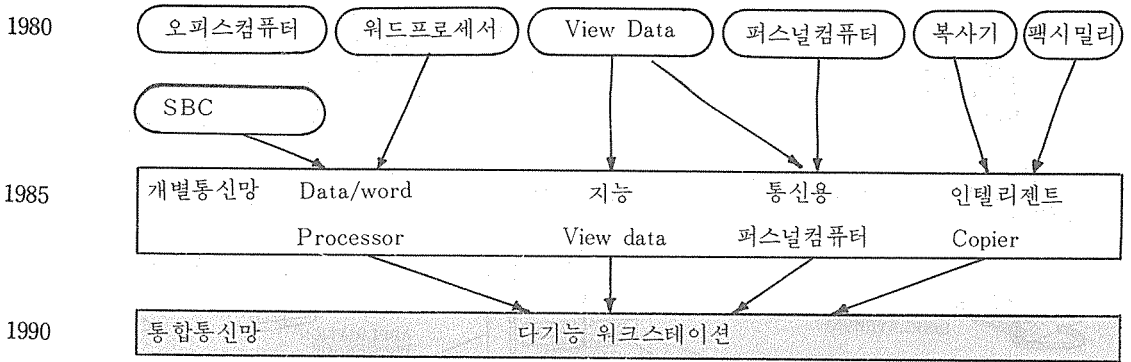 1980 오피스컴퓨터 워드프로세서 View Data 퍼스널컴퓨터 복사기 팩시밀리
SBC
1985 개별통신망 Data/word 지능 통신용 인텔리젠트
Processor View data 퍼스널컴퓨터 Copier
1990 통합통신망 다기능 워크스테이션